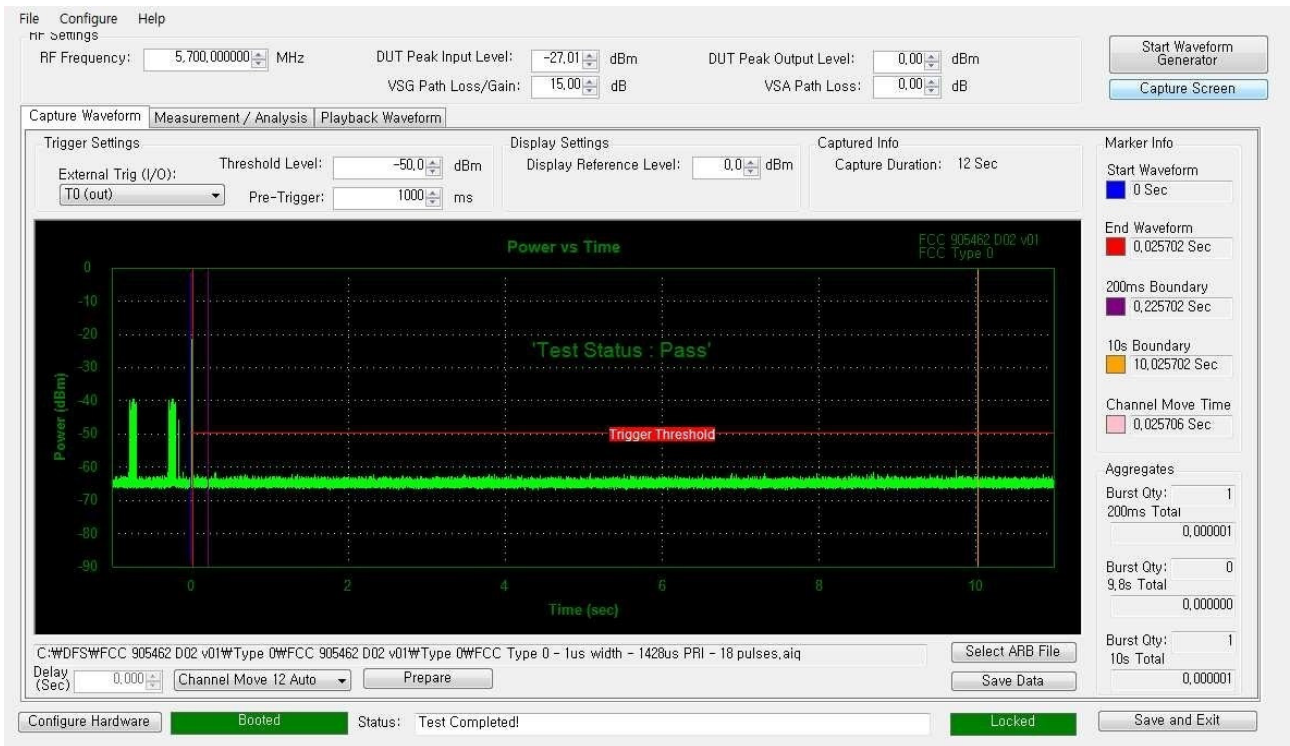 File Configure Help
RF Settings
RF Frequency: 5,700,000000 MHz DUT Peak Input Level: -27,01 dBm DUT Peak Output Level: 0,00 dBm
VSG Path Loss/Gain: 15,00 dB VSA Path Loss: 0,00 dB
Start Waveform
Generator
Capture Screen
Capture Waveform Measurement / Analysis Playback Waveform
Trigger Settings
External Trig (I/O):
T0 (out)
Threshold Level: -50,0 dBm
Pre-Trigger: 1000 ms
Display Settings
Display Reference Level: 0,0 dBm
Captured Info
Capture Duration: 12 Sec
Marker Info
Start Waveform
0 Sec
End Waveform
0,025702 Sec
200ms Boundary
0,225702 Sec
10s Boundary
10,025702 Sec
Channel Move Time
0,025706 Sec
Aggregates
Burst Qty: 1
200ms Total
0,000001
Burst Qty: 0
9,8s Total
0,000000
Burst Qty: 1
10s Total
0,000001
Power vs Time
FCC 905462 D02 v01
FCC Type 0
'Test Status : Pass'
Trigger Threshold
Power (dBm)
0
-10
-20
-30
-40
-50
-60
-70
-80
-90
0 2 4 6 8 10
Time (sec)
C:₩DFS₩FCC 905462 D02 v01₩Type 0₩FCC 905462 D02 v01₩Type 0₩FCC Type 0 - 1us width - 1428us PRI - 18 pulses,aiq
Select ARB File
Delay
(Sec) 0,000 Channel Move 12 Auto Prepare
Save Data
Configure Hardware Booted Status: Test Completed! Locked Save and Exit